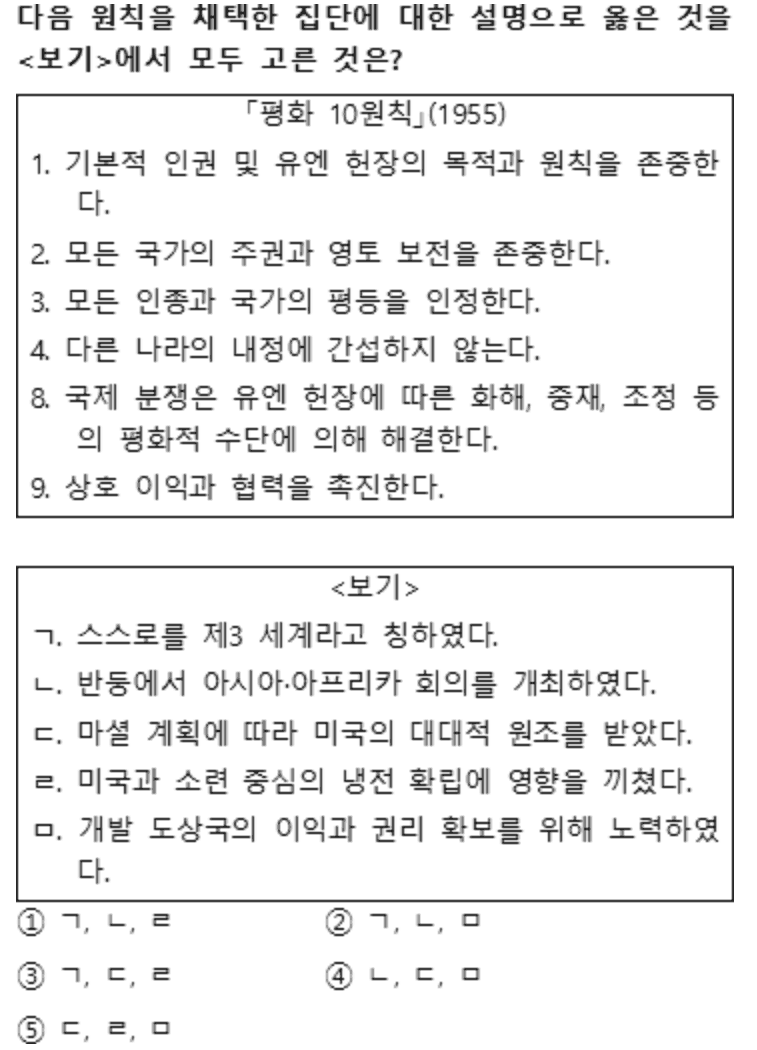 다음 원칙을 채택한 집단에 대한 설명으로 옳은 것을
<보기>에서 모두 고른 것은?
「평화 10원칙」(1955)
1. 기본적 인권 및 유엔 헌장의 목적과 원칙을 존중한
다.
2. 모든 국가의 주권과 영토 보전을 존중한다.
3. 모든 인종과 국가의 평등을 인정한다.
4. 다른 나라의 내정에 간섭하지 않는다.
8. 국제 분쟁은 유엔 헌장에 따른 화해, 중재, 조정 등
의 평화적 수단에 의해 해결한다.
9. 상호 이익과 협력을 촉진한다.
<보기>
ㄱ. 스스로를 제3 세계라고 칭하였다.
ㄴ. 반둥에서 아시아·아프리카 회의를 개최하였다.
ㄷ. 마셜 계획에 따라 미국의 대대적 원조를 받았다.
ㄹ. 미국과 소련 중심의 냉전 확립에 영향을 끼쳤다.
ㅁ. 개발 도상국의 이익과 권리 확보를 위해 노력하였
다.
① ㄱ, ㄴ, ㄹ ② ㄱ, ㄴ, ㅁ
③ ㄱ, ㄷ, ㄹ ④ ㄴ, ㄷ, ㅁ
⑤ ㄷ, ㄹ, ㅁ